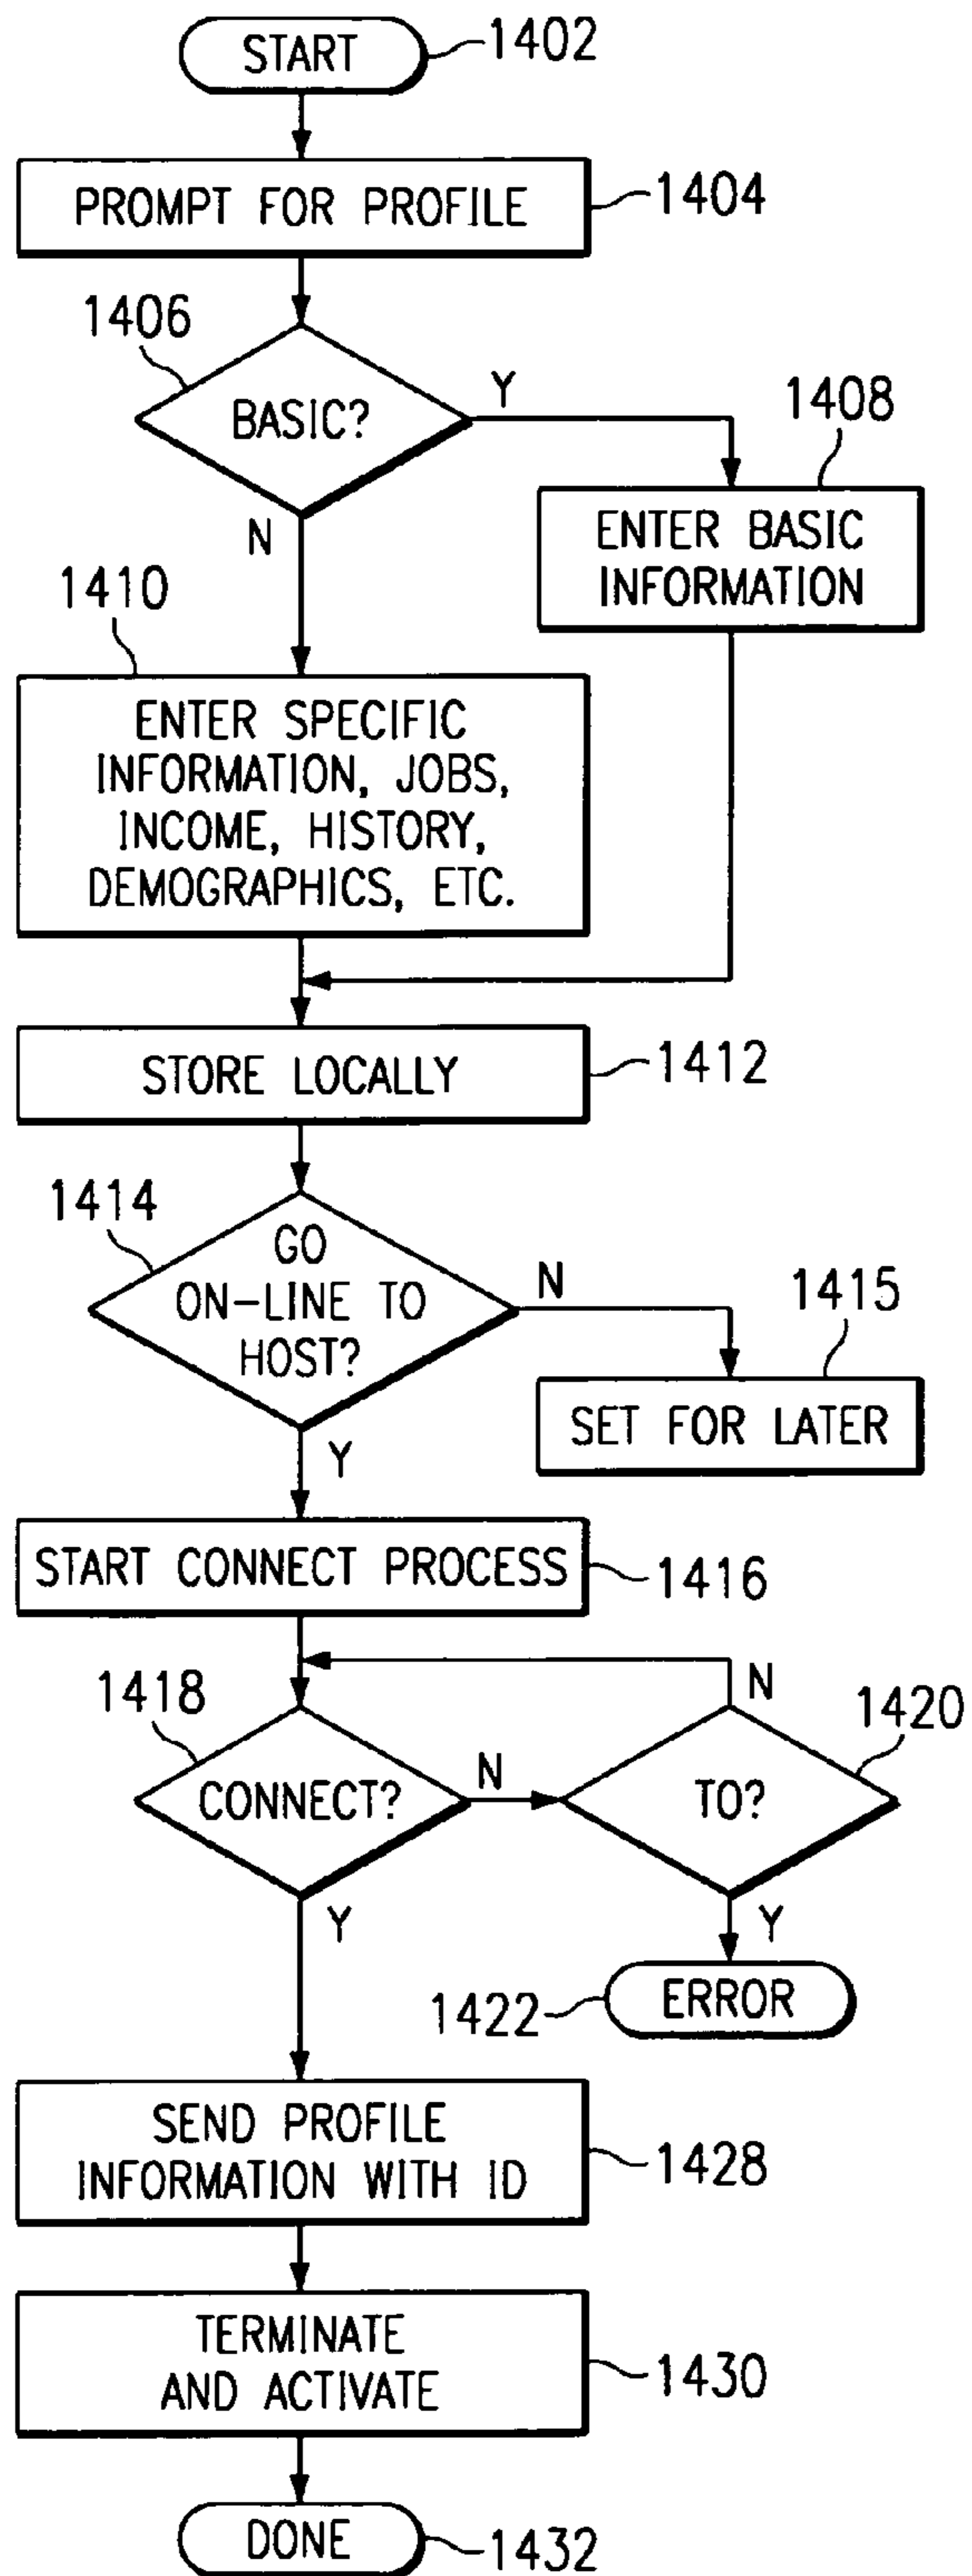 START
1402
PROMPT FOR PROFILE
1404
1406
BASIC?
Y
N
1408
ENTER BASIC
INFORMATION
1410
ENTER SPECIFIC
INFORMATION, JOBS,
INCOME, HISTORY,
DEMOGRAPHICS, ETC.
STORE LOCALLY
1412
1414
GO
ON-LINE TO
HOST?
N
Y
1415
SET FOR LATER
START CONNECT PROCESS
1416
1418
CONNECT?
N
Y
1420
TO?
N
Y
1422
ERROR
SEND PROFILE
INFORMATION WITH ID
1428
TERMINATE
AND ACTIVATE
1430
DONE
1432